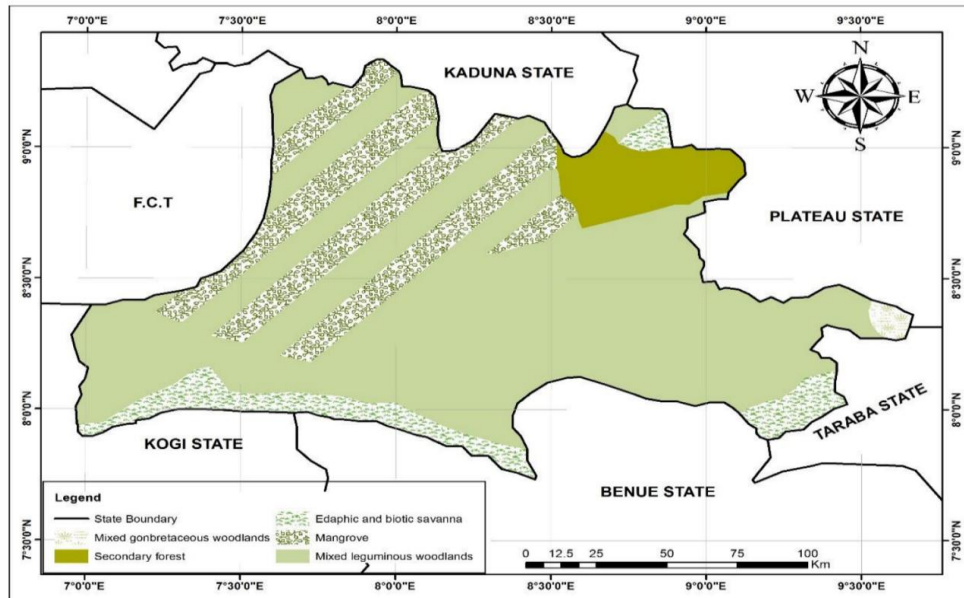 7°0'0"E 7°30'0"E 8°0'0"E 8°30'0"E 9°0'0"E 9°30'0"E
KADUNA STATE
N
W E
S
9°0'0"N 9°0'0"N
F.C.T
PLATEAU STATE
8°30'0"N 8°30'0"N
TARABA STATE
8°0'0"N 8°0'0"N
KOGI STATE
BENUE STATE
Legend
State Boundary
Mixed gonbretaceous woodlands
Secondary forest
Edaphic and biotic savanna
Mangrove
Mixed leguminous woodlands
7°30'0"N 7°30'0"N
0 12.5 25 50 75 100
Km
7°0'0"E 7°30'0"E 8°0'0"E 8°30'0"E 9°0'0"E 9°30'0"E